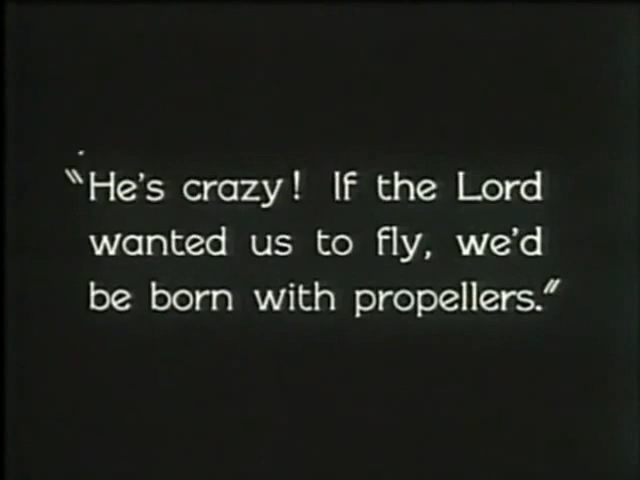 "He's crazy! If the Lord
wanted us to fly, we'd
be born with propellers."